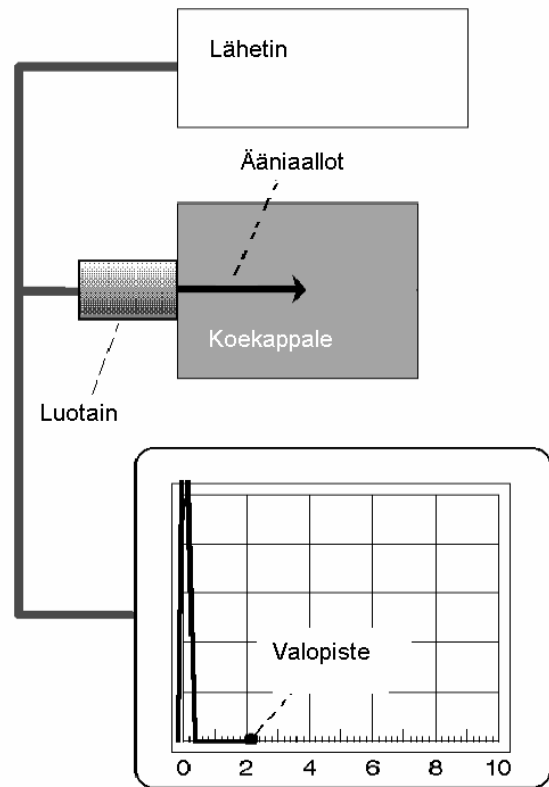 Lähetin
Ääniaallot
Koekappale
Luotain
Valopiste
0 2 4 6 8 10